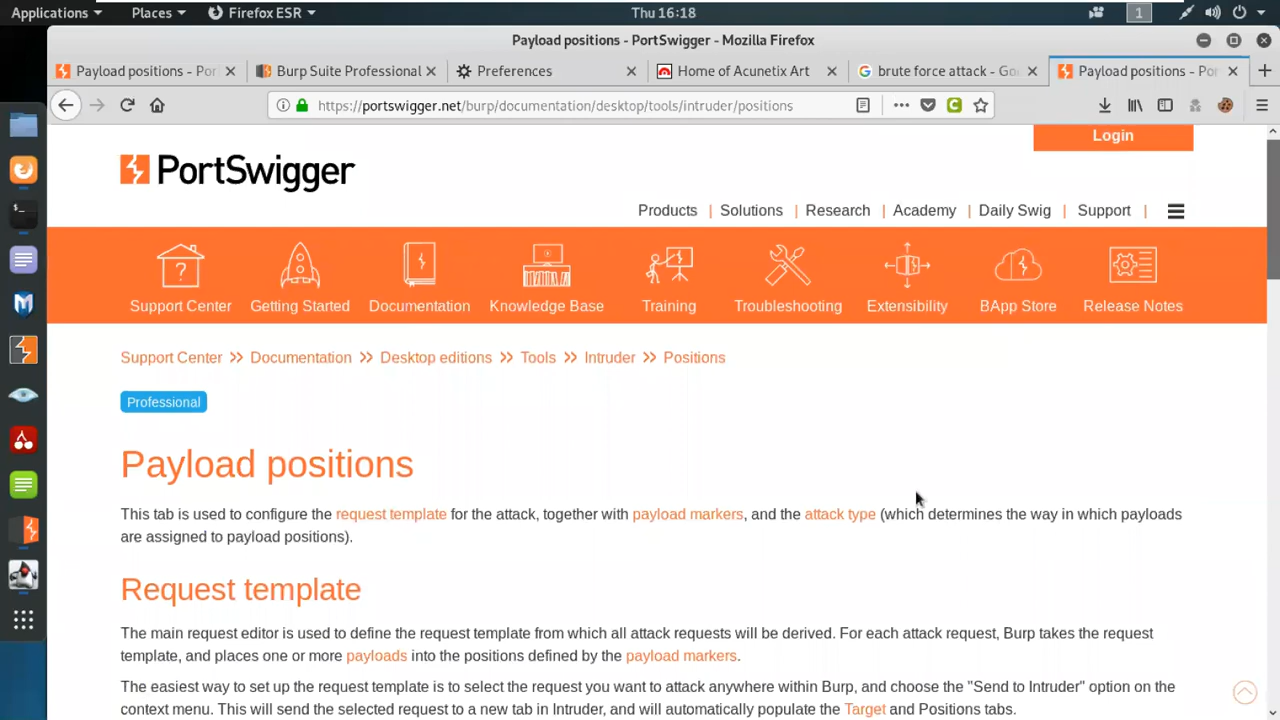 Applications Places Firefox ESR Thu 16:18 1
Payload positions - PortSwigger - Mozilla Firefox
Payload positions - Por Burp Suite Professional Preferences Home of Acunetix Art brute force attack - Go Payload positions - Por
https://portswigger.net/burp/documentation/desktop/tools/intruder/positions
Login
PortSwigger
Products | Solutions | Research | Academy | Daily Swig | Support |
Support Center Getting Started Documentation Knowledge Base Training Troubleshooting Extensibility BApp Store Release Notes
Support Center >> Documentation >> Desktop editions >> Tools >> Intruder >> Positions
Professional
Payload positions
This tab is used to configure the request template for the attack, together with payload markers, and the attack type (which determines the way in which payloads
are assigned to payload positions).
Request template
The main request editor is used to define the request template from which all attack requests will be derived. For each attack request, Burp takes the request
template, and places one or more payloads into the positions defined by the payload markers.
The easiest way to set up the request template is to select the request you want to attack anywhere within Burp, and choose the "Send to Intruder" option on the
context menu. This will send the selected request to a new tab in Intruder, and will automatically populate the Target and Positions tabs.